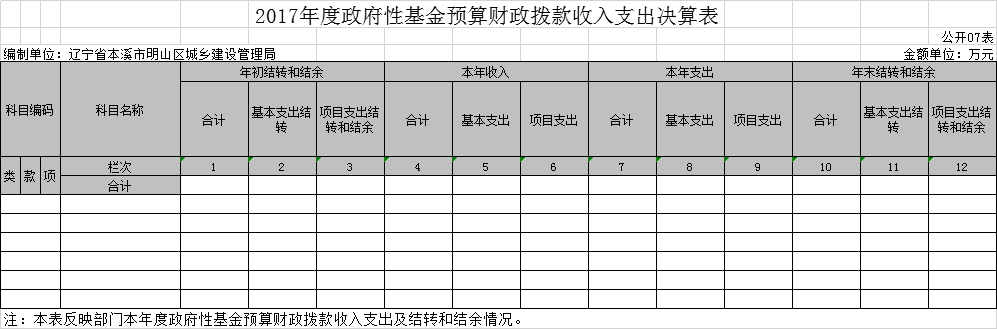 2017年度政府性基金预算财政拨款收入支出决算表
公开07表
编制单位：辽宁省本溪市明山区城乡建设管理局 金额单位：万元
科目编码 科目名称 年初结转和结余 本年收入 本年支出 年末结转和结余
合计 基本支出结转 项目支出结转和结余 合计 基本支出 项目支出 合计 基本支出 项目支出 合计 基本支出结转 项目支出结转和结余
类 款 项 栏次 1 2 3 4 5 6 7 8 9 10 11 12
合计
注：本表反映部门本年度政府性基金预算财政拨款收入支出及结转和结余情况。